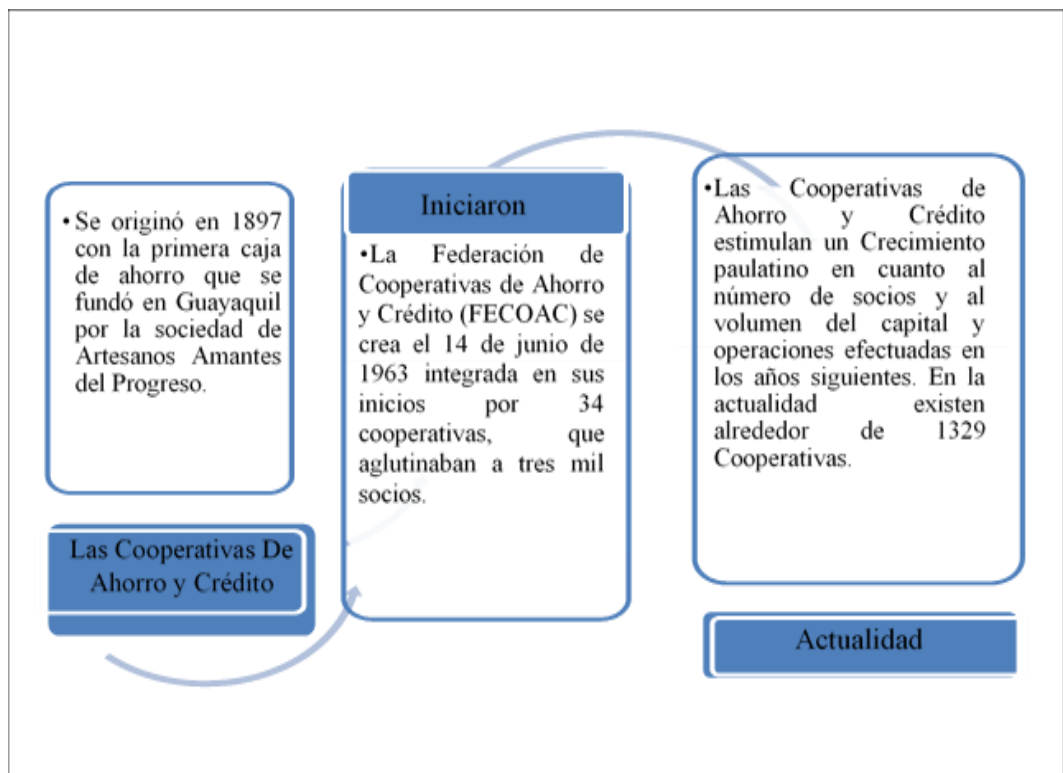 • Se originó en 1897
con la primera caja
de ahorro que se
fundó en Guayaquil
por la sociedad de
Artesanos Amantes
del Progreso.
Las Cooperativas De
Ahorro y Crédito
Iniciaron
•La Federación de
Cooperativas de Ahorro
y Crédito (FECOAC) se
crea el 14 de junio de
1963 integrada en sus
inicios por 34
cooperativas, que
aglutinaban a tres mil
socios.
•Las Cooperativas de
Ahorro y Crédito
estimulan un Crecimiento
paulatino en cuanto al
número de socios y al
volumen del capital y
operaciones efectuadas en
los años siguientes. En la
actualidad existen
alrededor de 1329
Cooperativas.
Actualidad